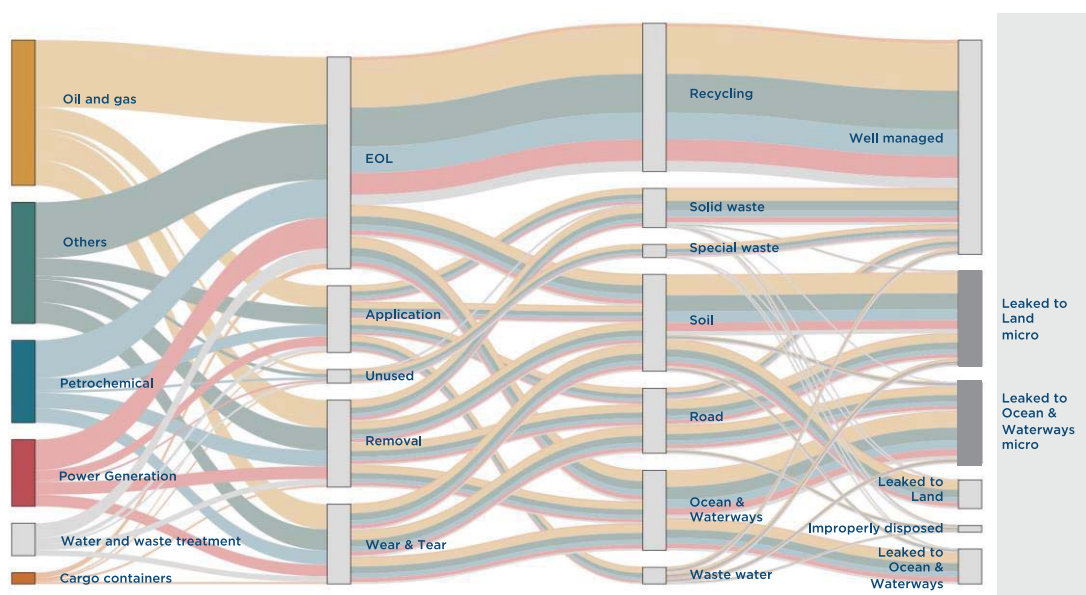 Oil and gas
Others
Petrochemical
Power Generation
Water and waste treatment
Cargo containers
EOL
Application
Unused
Removal
Wear & Tear
Recycling
Solid waste
Special waste
Soil
Road
Ocean &
Waterways
Waste water
Well managed
Leaked to
Land
Improperly disposed
Leaked to
Ocean &
Waterways
Leaked to
Land
micro
Leaked to
Ocean &
Waterways
micro